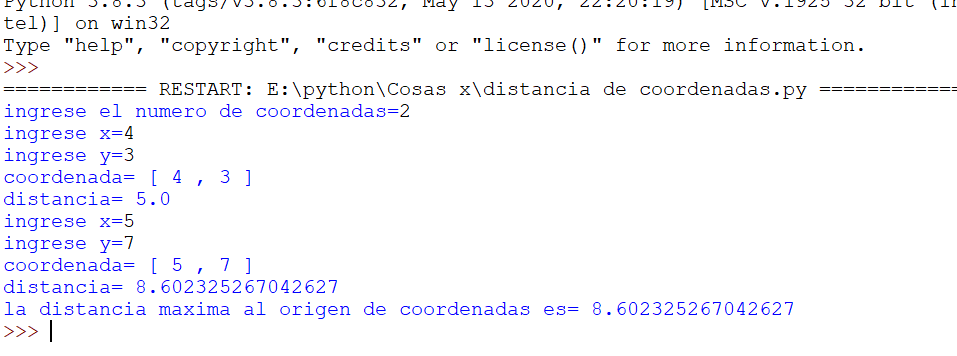 Python 3.8.3 (tags/v3.8.3:6f8c832, May 13 2020, 22:20:19) [MSC v.1925 32 bit (In
tel)] on win32
Type "help", "copyright", "credits" or "license()" for more information.
>>>
============ RESTART: E:\python\Cosas x\distancia de coordenadas.py ============
ingrese el numero de coordenadas=2
ingrese x=4
ingrese y=3
coordenada= [ 4 , 3 ]
distancia= 5.0
ingrese x=5
ingrese y=7
coordenada= [ 5 , 7 ]
distancia= 8.602325267042627
la distancia maxima al origen de coordenadas es= 8.602325267042627
>>>